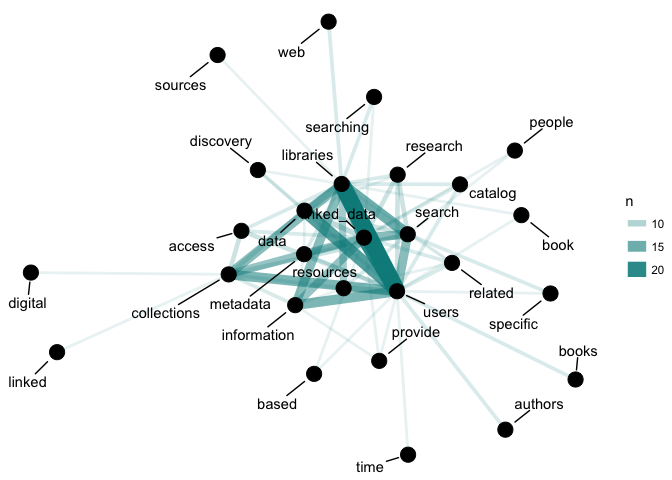 web
sources
searching
people
discovery
research
libraries
catalog
linked_data
search
data
access
book
resources
metadata
related
digital
collections
users
specific
information
provide
books
linked
based
authors
time
n
10
15
20